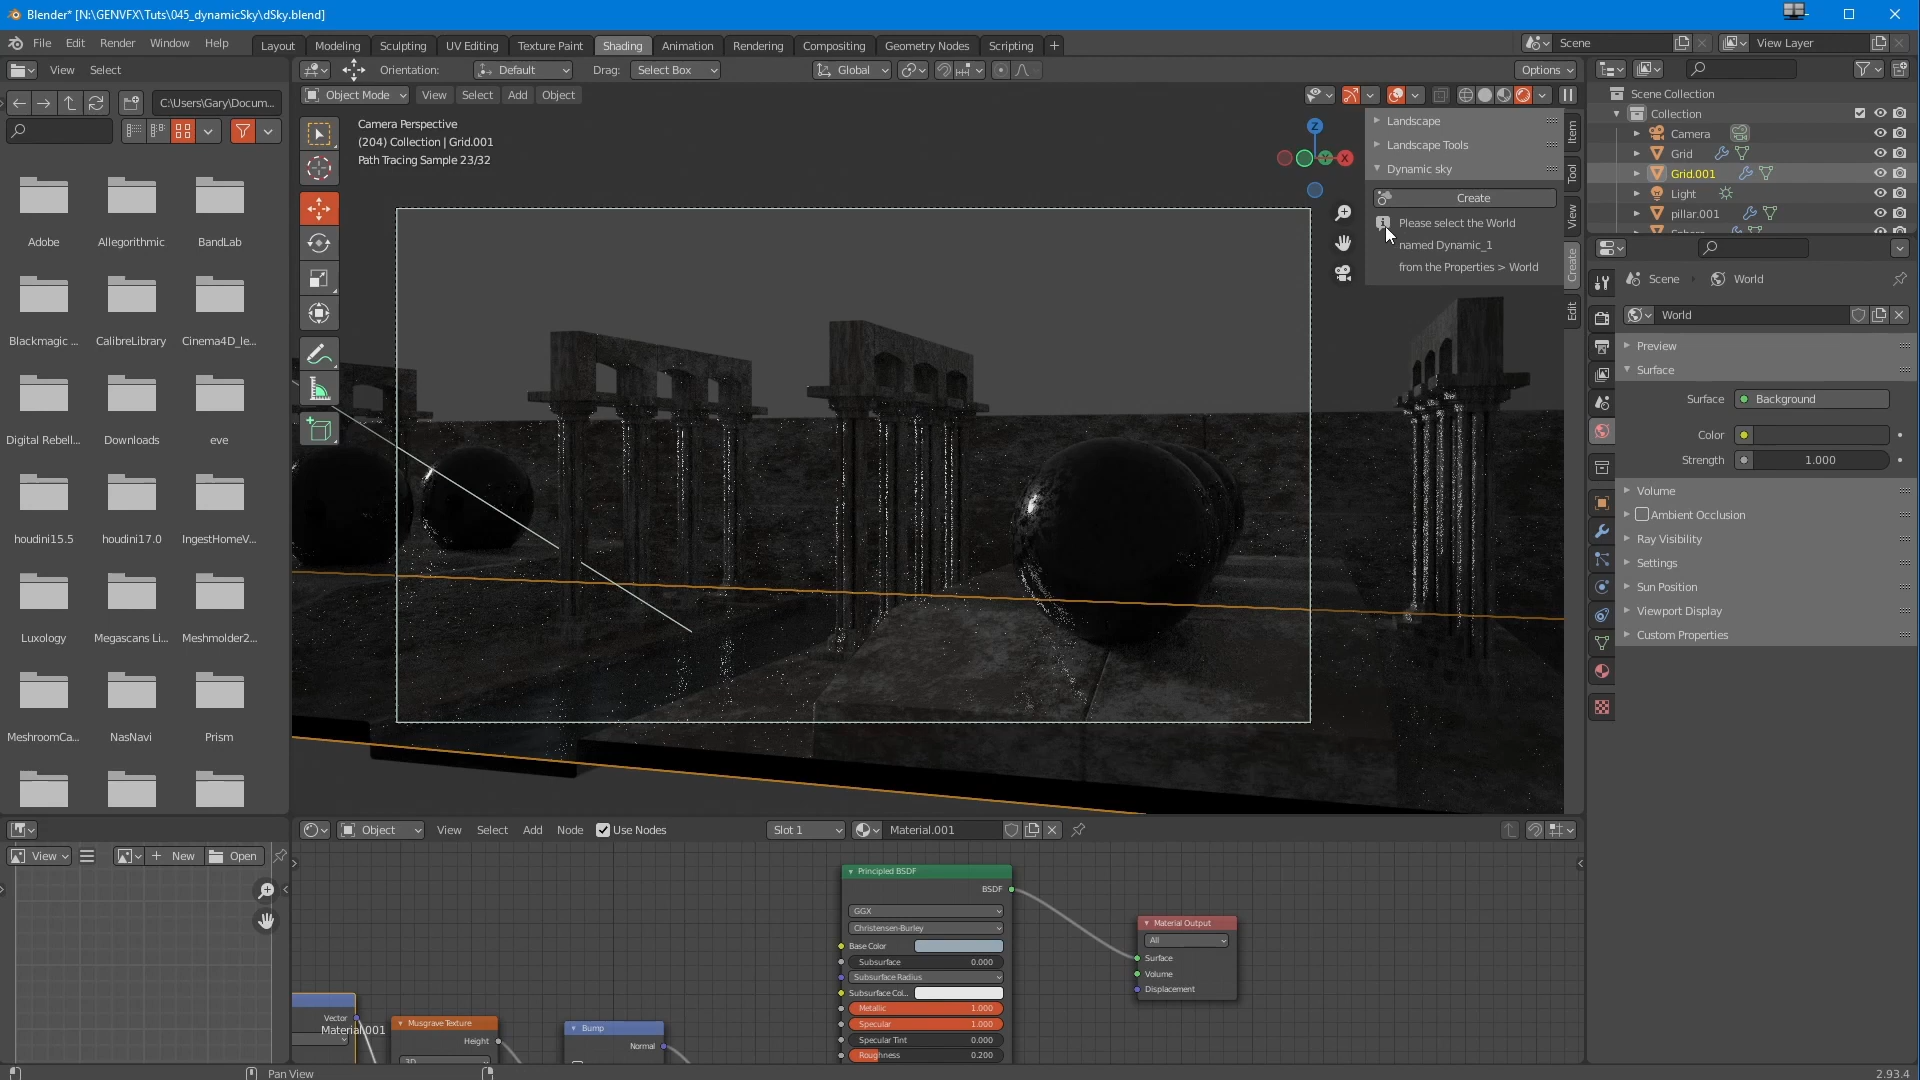 Blender* [N:\GENVFX\Tuts\045_dynamicSky\dSky.blend]
File Edit Render Window Help
Layout Modeling Sculpting UV Editing Texture Paint Shading Animation Rendering Compositing Geometry Nodes Scripting +
Scene
View Layer
View Select
Orientation: Default Drag: Select Box
Global
Options
C:\Users\Gary\Docum...
Object Mode View Select Add Object
Camera Perspective
(204) Collection | Grid.001
Path Tracing Sample 23/32
Z
X
Y
Landscape
Landscape Tools
Dynamic sky
Create
Please select the World
named Dynamic_1
from the Properties > World
Item
Tool
View
Create
Edit
Scene Collection
Collection
Camera
Grid
Grid.001
Light
pillar.001
Scene World
World
Preview
Surface
Surface Background
Color
Strength 1.000
Volume
Ambient Occlusion
Ray Visibility
Settings
Sun Position
Viewport Display
Custom Properties
Adobe Allegorithmic BandLab
Blackmagic ... CalibreLibrary Cinema4D_le...
Digital Rebell... Downloads eve
houdini15.5 houdini17.0 IngestHomeV...
Luxology Megascans Li... Meshmolder2...
MeshroomCa... NasNavi Prism
View New Open
Object View Select Add Node Use Nodes Slot 1 Material.001
Principled BSDF
BSDF
GGX
Christensen-Burley
Base Color
Subsurface 0.000
Subsurface Radius
Subsurface Col...
Metallic 1.000
Specular 1.000
Specular Tint 0.000
Roughness 0.200
Material Output
All
Surface
Volume
Displacement
Vector
Material.001
Musgrave Texture
Height
3D
Bump
Normal
Pan View
2.93.4